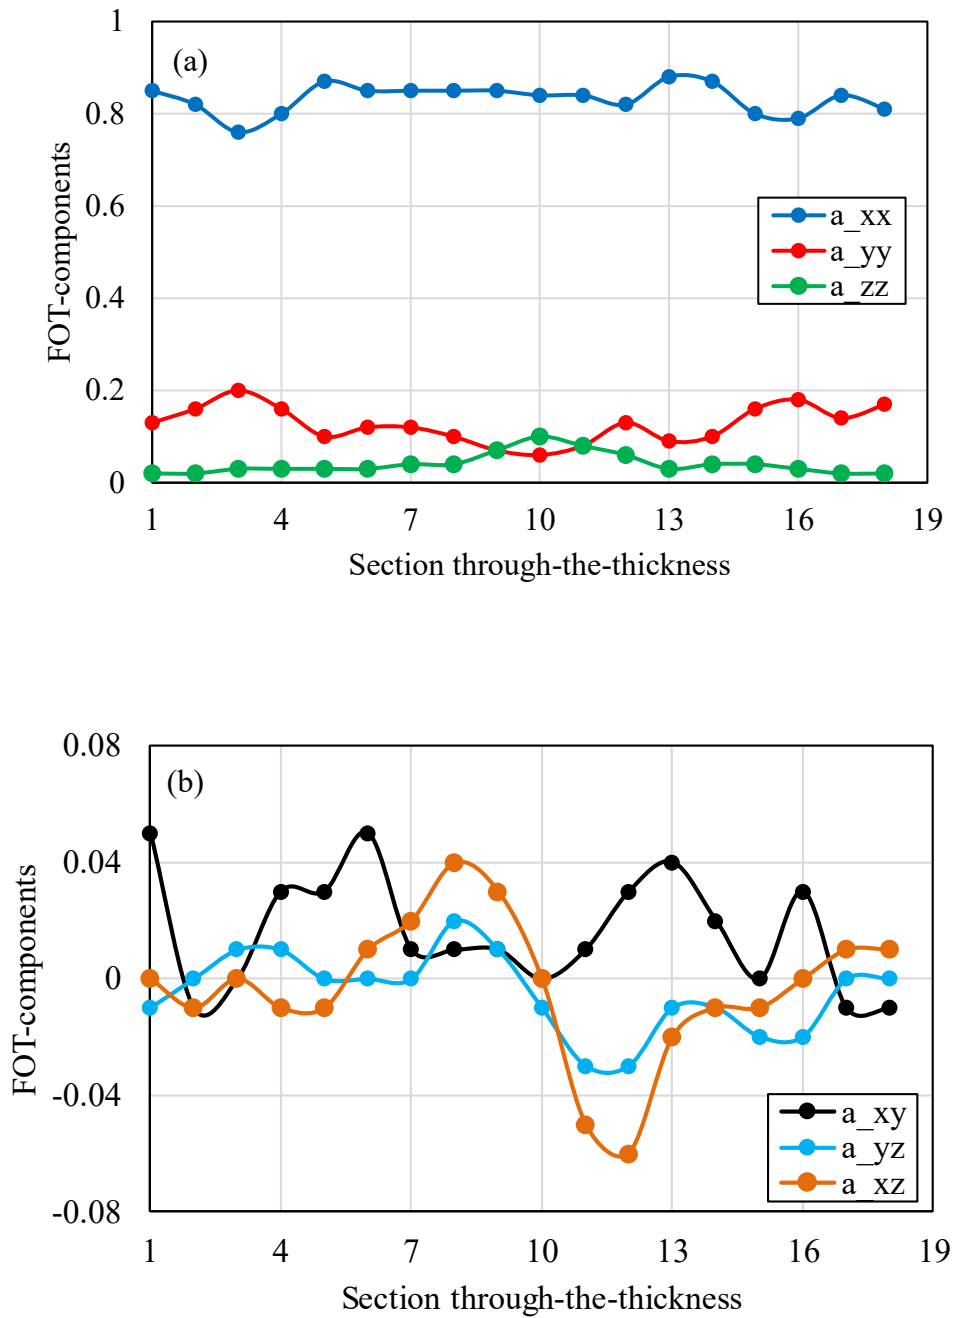 1
(a)
0.8
0.6
0.4
0.2
0
FOT-components
a_xx
a_yy
a_zz
1 4 7 10 13 16 19
Section through-the-thickness
0.08
(b)
0.04
0
-0.04
-0.08
FOT-components
a_xy
a_yz
a_xz
1 4 7 10 13 16 19
Section through-the-thickness